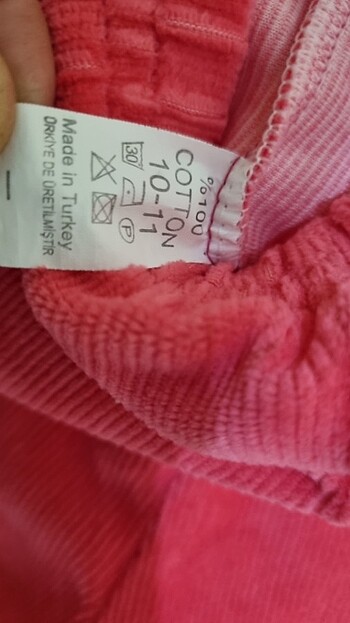 %100
COTTON
10-11
30
P
Made in Turkey
ÜRKİYE DE ÜRETİLMİŞTİR